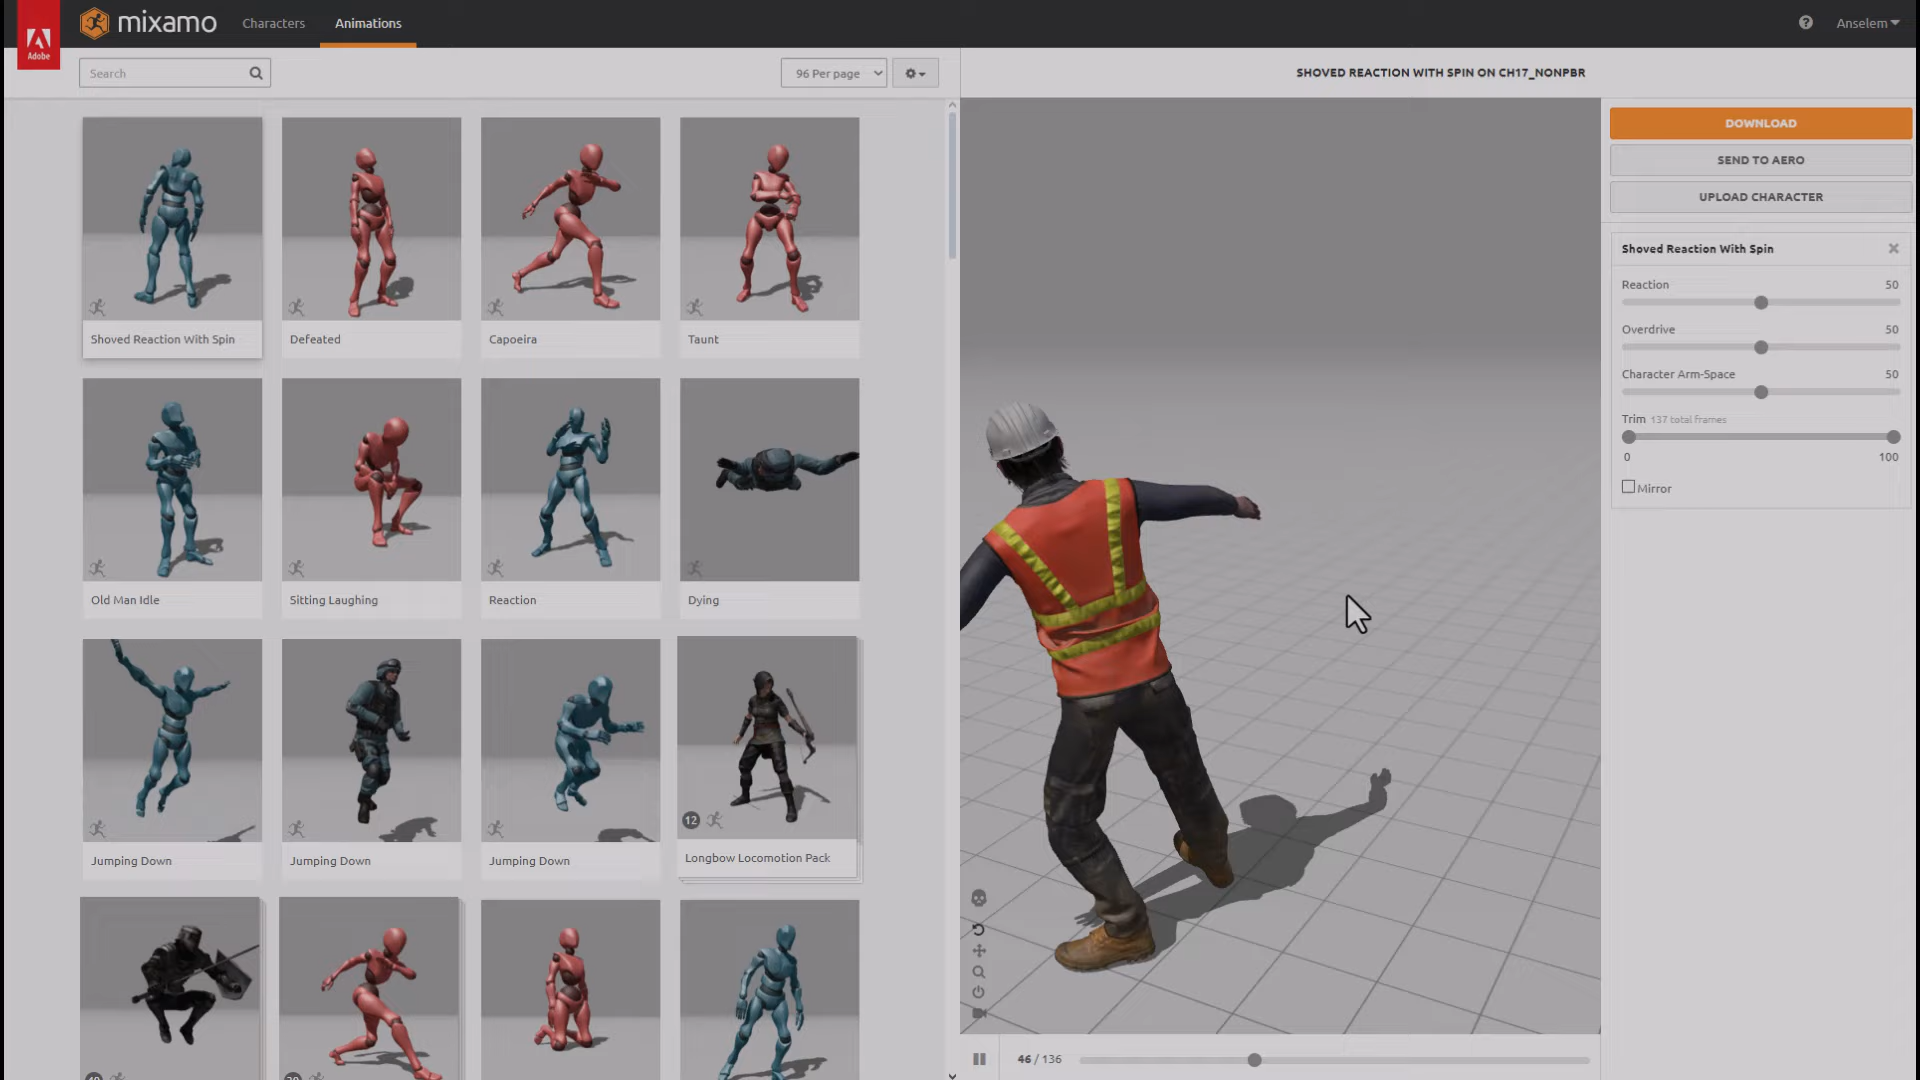 Adobe
mixamo
Characters
Animations
Anselem
Search
96 Per page
SHOVED REACTION WITH SPIN ON CH17_NONPBR
DOWNLOAD
SEND TO AERO
UPLOAD CHARACTER
Shoved Reaction With Spin
Reaction 50
Overdrive 50
Character Arm-Space 50
Trim 137 total frames
0 100
Mirror
Shoved Reaction With Spin
Defeated
Capoeira
Taunt
Old Man Idle
Sitting Laughing
Reaction
Dying
Jumping Down
Jumping Down
Jumping Down
12
Longbow Locomotion Pack
46 / 136